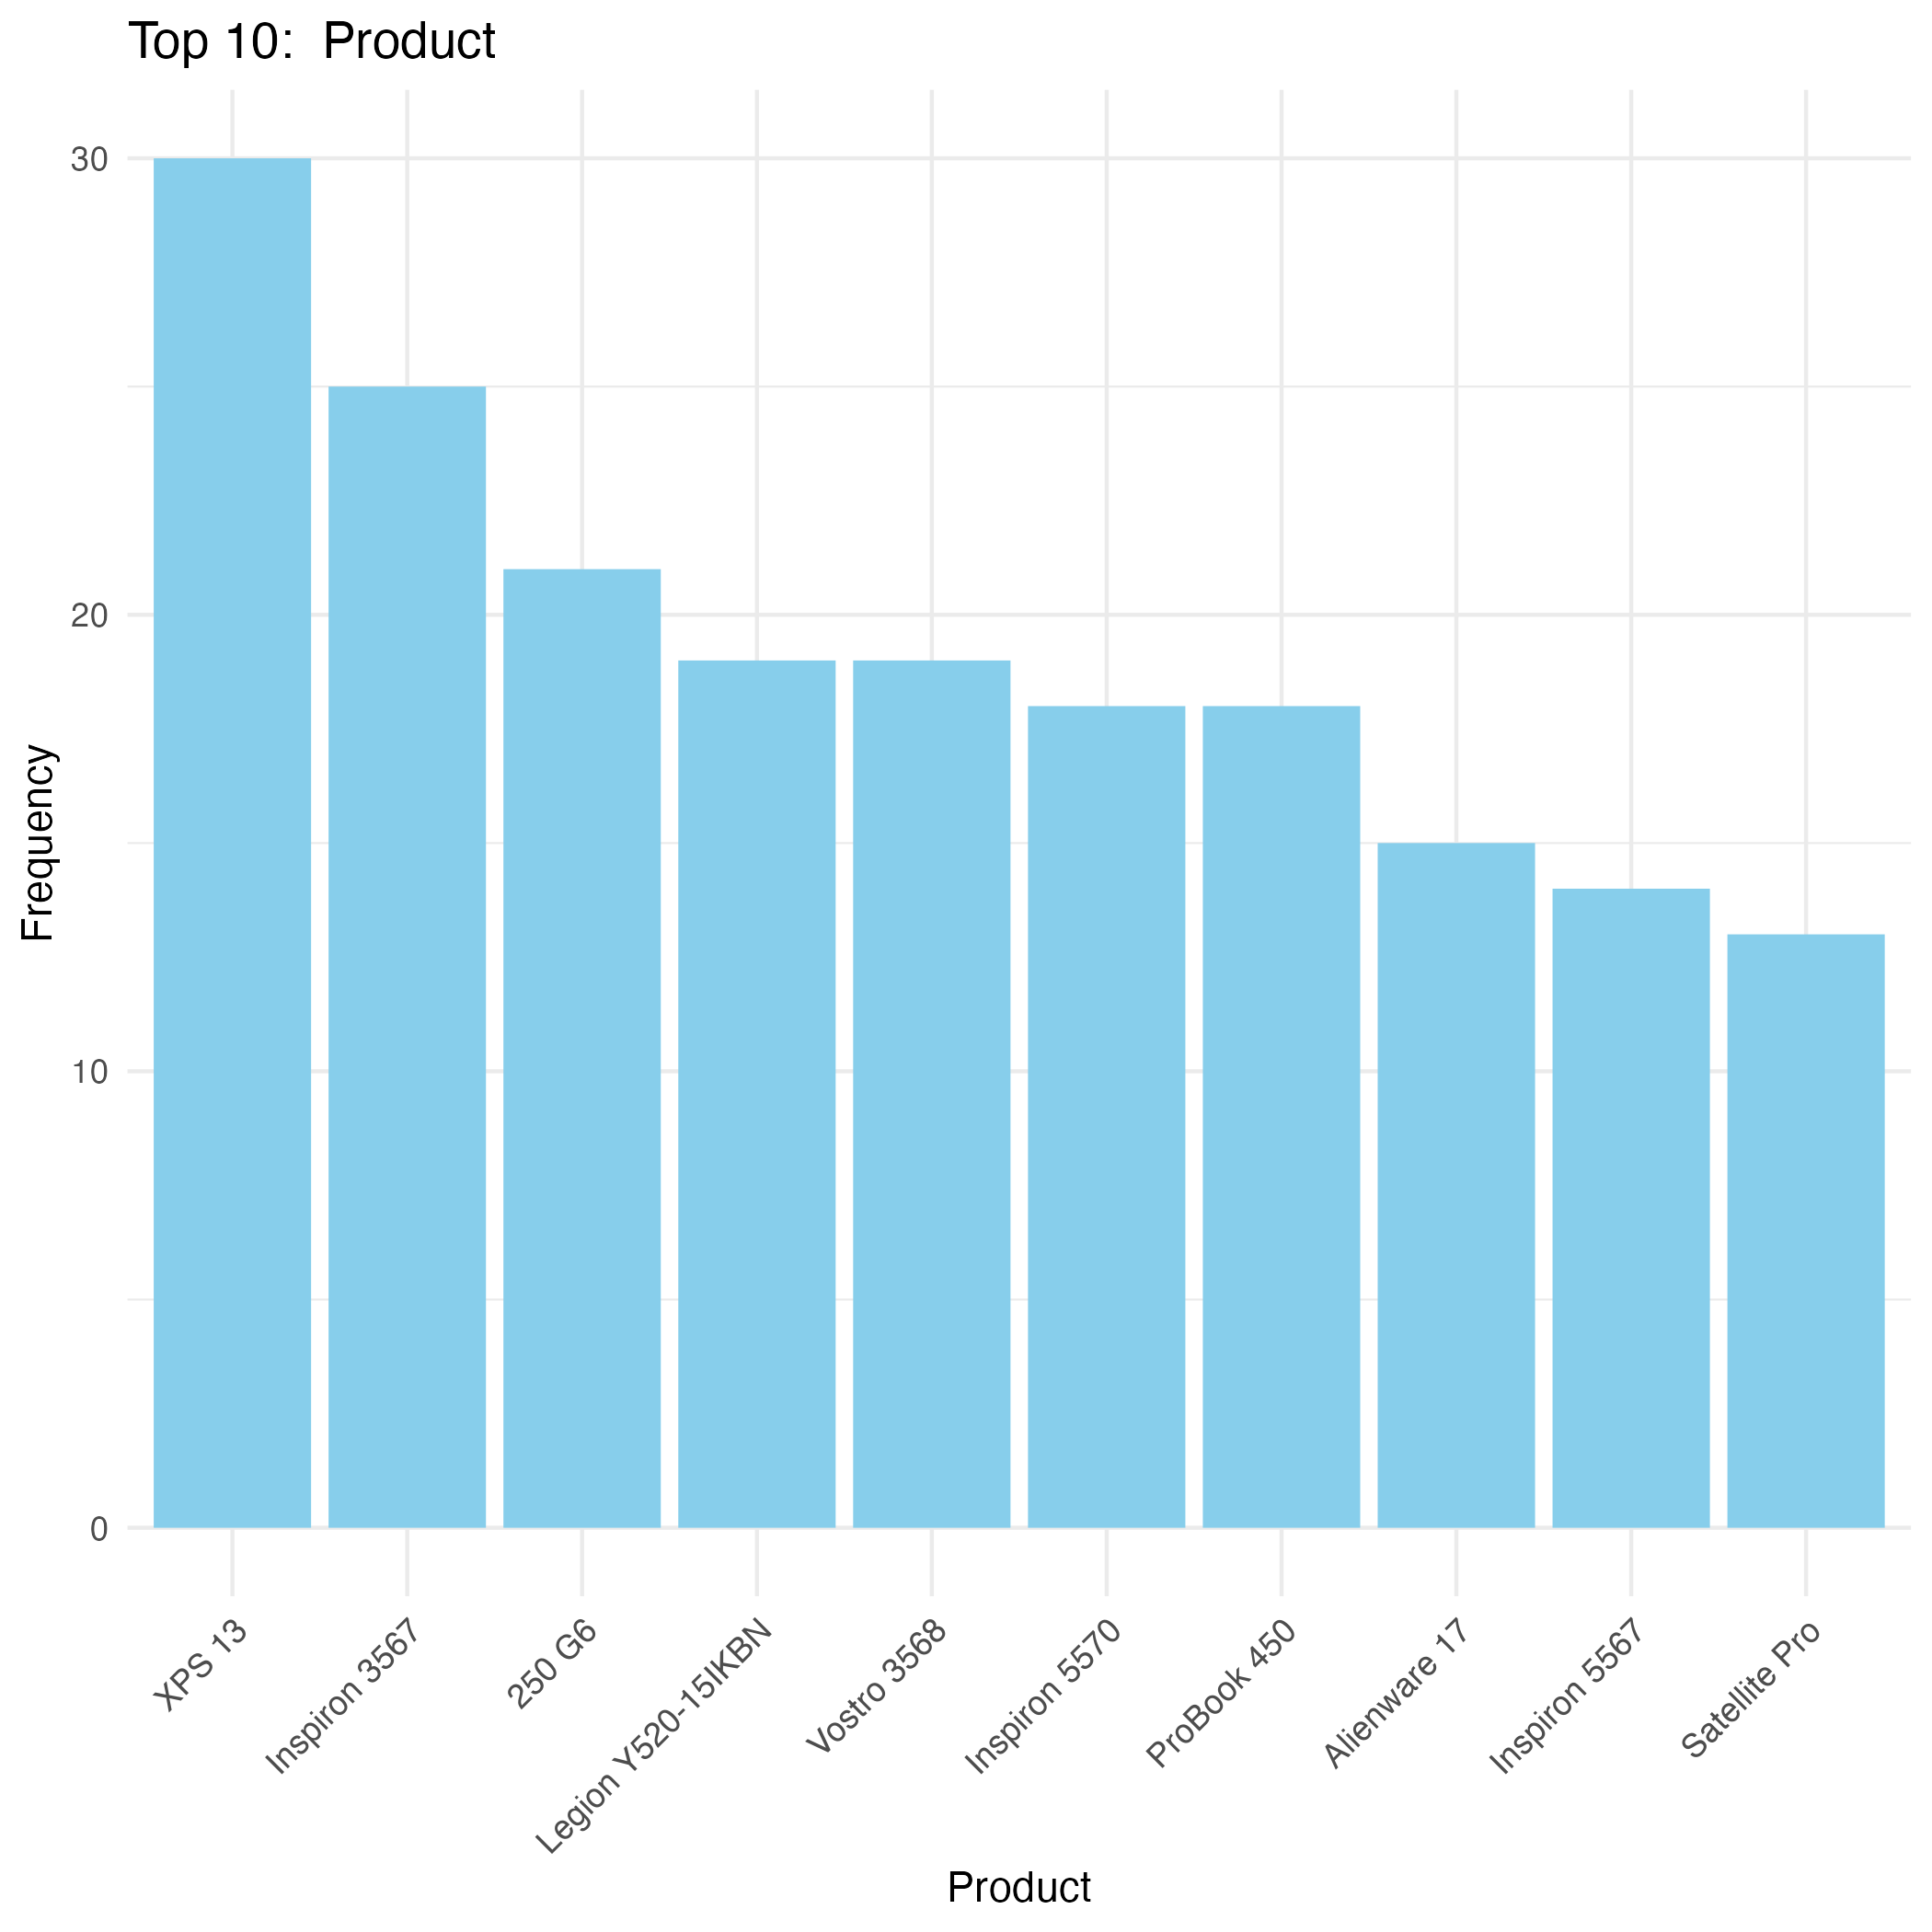 Top 10:  Product
Frequency
30
20
10
0
XPS 13
Inspiron 3567
250 G6
Legion Y520-15IKBN
Vostro 3568
Inspiron 5570
ProBook 450
Alienware 17
Inspiron 5567
Satellite Pro
Product